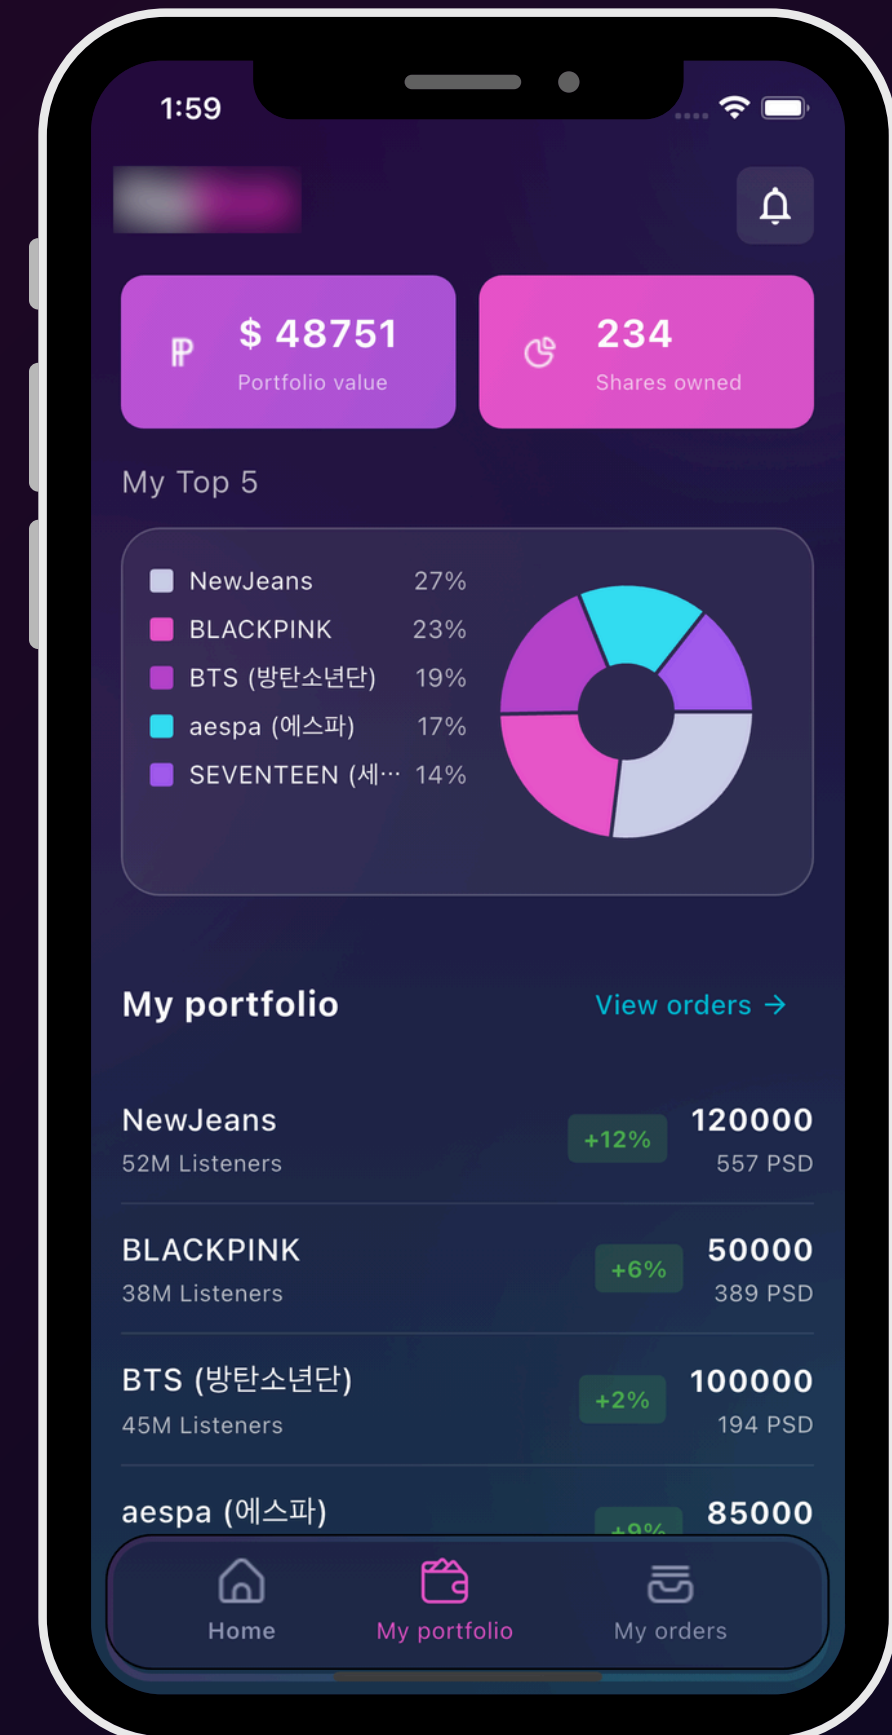 1:59
$ 48751
Portfolio value
234
Shares owned
My Top 5
NewJeans 27%
BLACKPINK 23%
BTS (방탄소년단) 19%
aespa (에스파) 17%
SEVENTEEN (세··· 14%
My portfolio
View orders →
NewJeans
+12%
120000
52M Listeners
557 PSD
BLACKPINK
+6%
50000
38M Listeners
389 PSD
BTS (방탄소년단)
+2%
100000
45M Listeners
194 PSD
aespa (에스파)
+9%
85000
Home
My portfolio
My orders